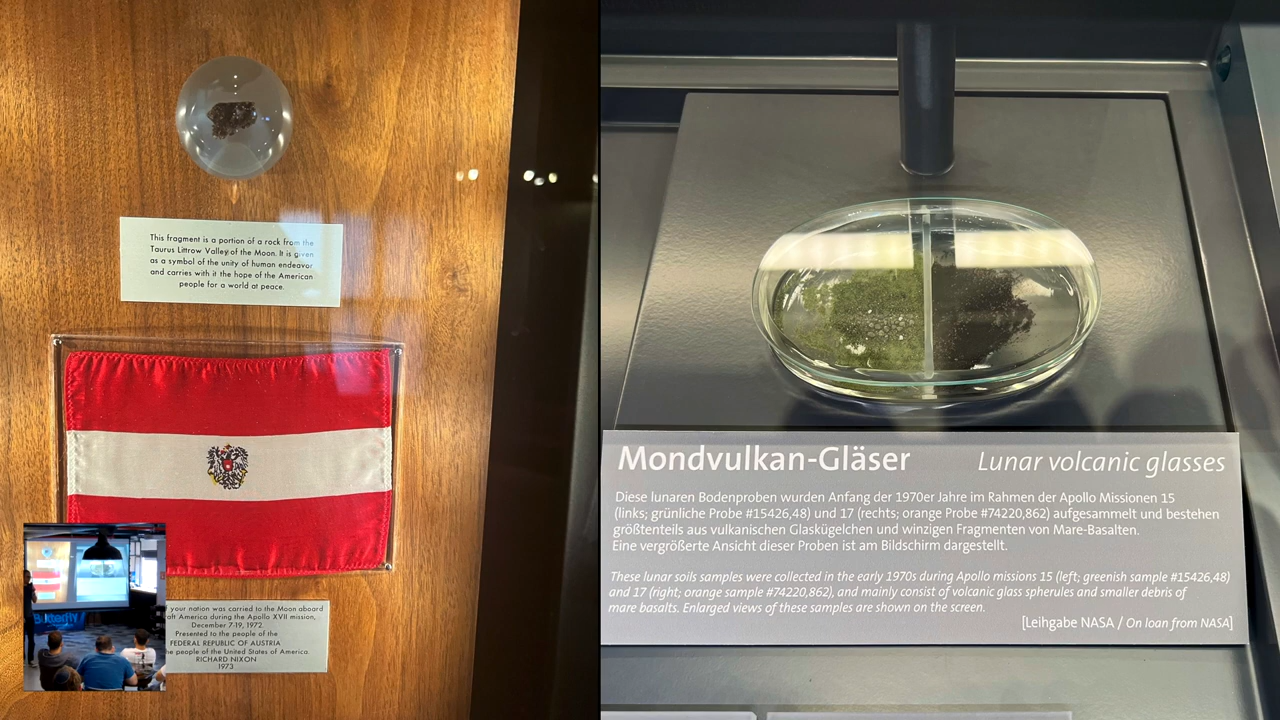 This fragment is a portion of a rock from the
Taurus Littrow Valley of the Moon. It is given
as a symbol of the unity of human endeavor
and carries with it the hope of the American
people for a world at peace.
your nation was carried to the Moon aboard
America during the Apollo XVII mission,
December 7-19, 1972.
Presented to the people of the
FEDERAL REPUBLIC OF AUSTRIA
people of the United States of America.
RICHARD NIXON
1973
Butterfly
Mondvulkan-Gläser
Lunar volcanic glasses
Diese lunaren Bodenproben wurden Anfang der 1970er Jahre im Rahmen der Apollo Missionen 15
(links; grünliche Probe #15426,48) und 17 (rechts; orange Probe #74220,862) aufgesammelt und bestehen
größtenteils aus vulkanischen Glaskügelchen und winzigen Fragmenten von Mare-Basalten.
Eine vergrößerte Ansicht dieser Proben ist am Bildschirm dargestellt.
These lunar soils samples were collected in the early 1970s during Apollo missions 15 (left; greenish sample #15426,48)
and 17 (right; orange sample #74220,862), and mainly consist of volcanic glass spherules and smaller debris of
mare basalts. Enlarged views of these samples are shown on the screen.
[Leihgabe NASA / On loan from NASA]